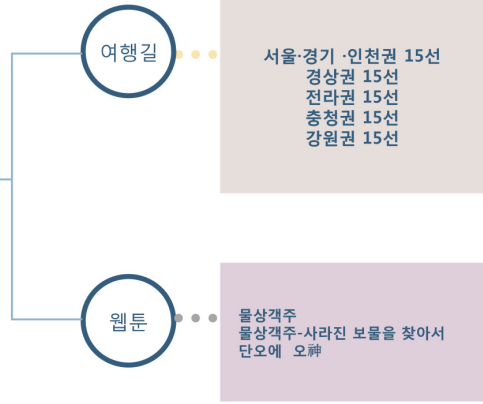 여행길
서울·경기 ·인천권 15선
경상권 15선
전라권 15선
충청권 15선
강원권 15선
웹툰
물상객주
물상객주-사라진 보물을 찾아서
단오에 오神